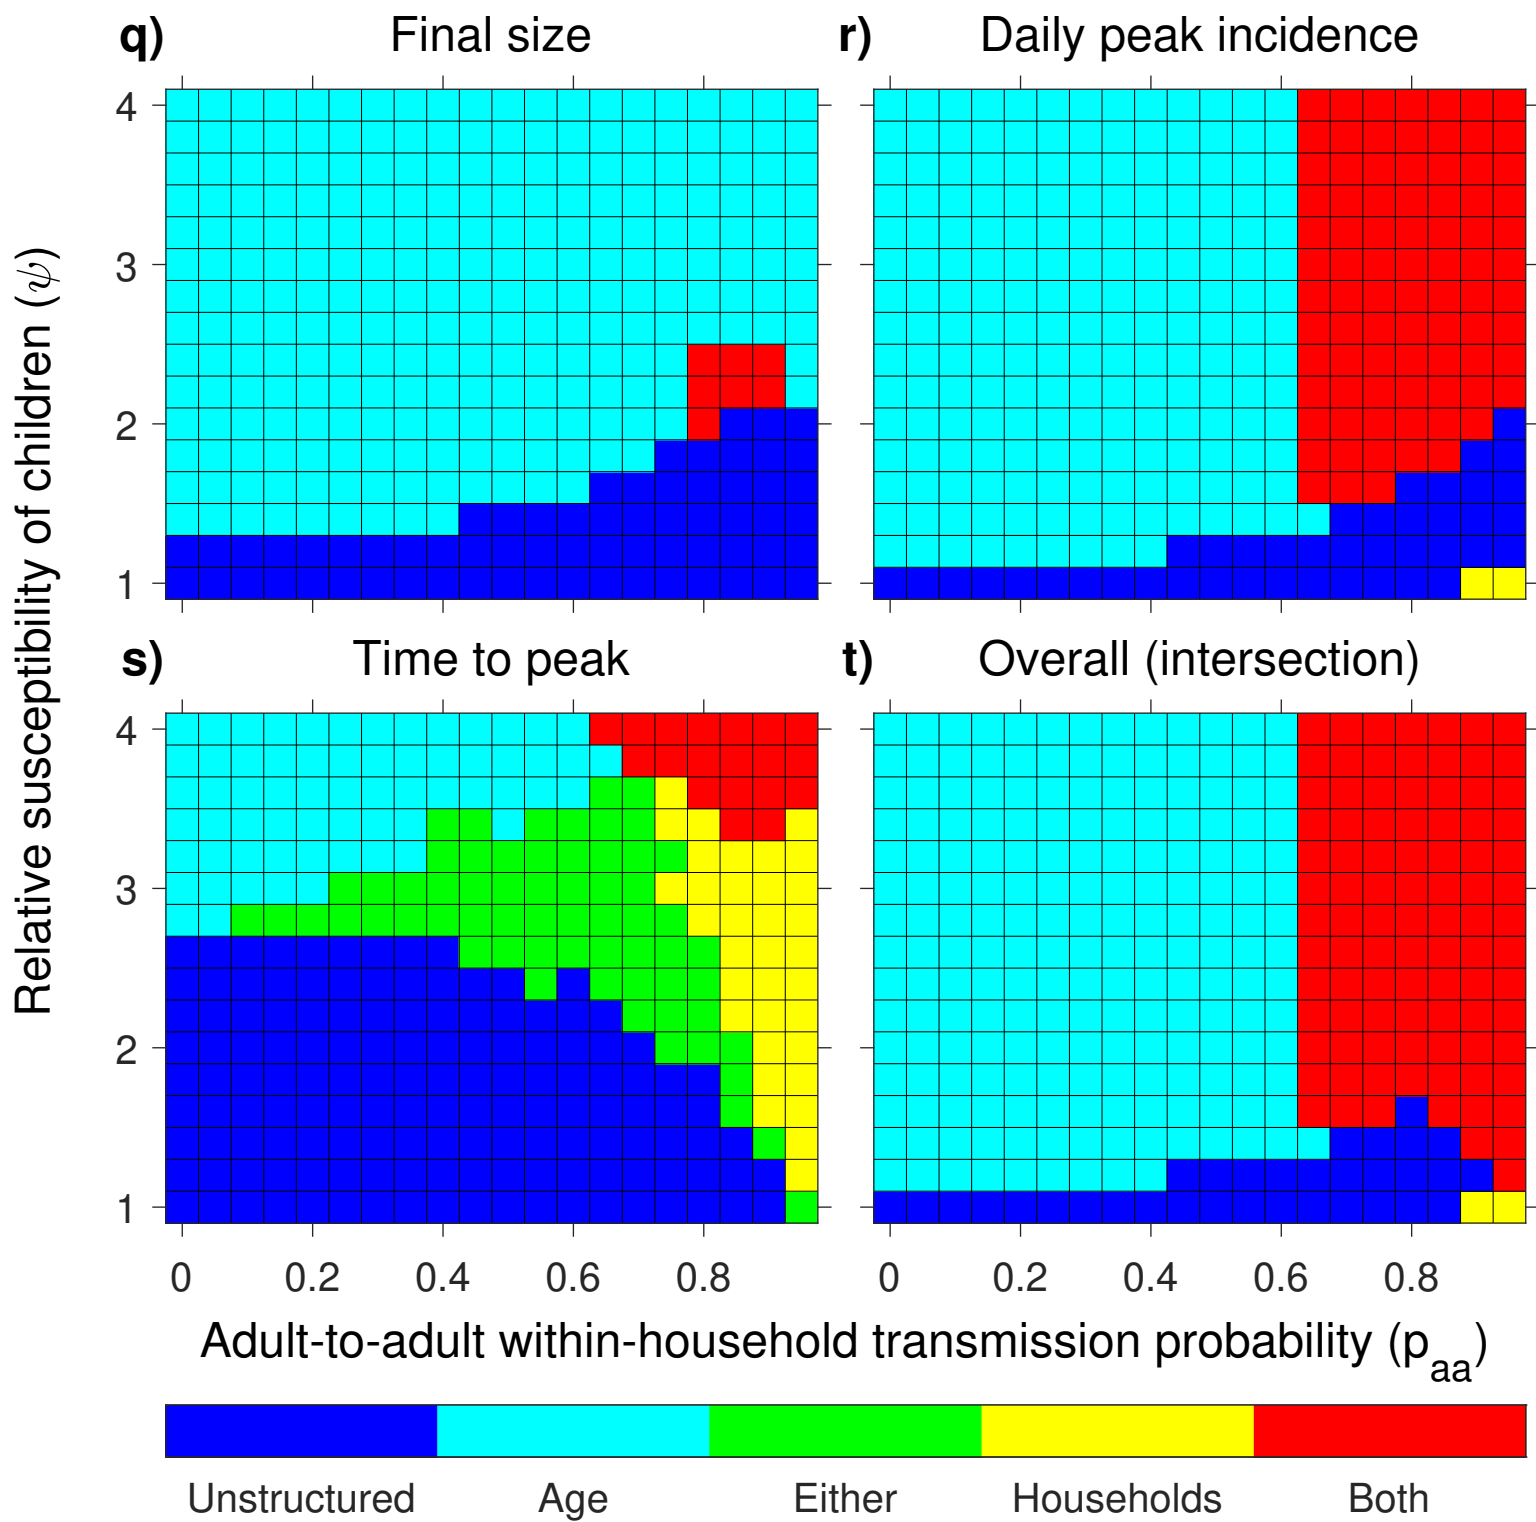 q) Final size
r) Daily peak incidence
4
3
2
1
Relative susceptibility of children (ψ)
s) Time to peak
t) Overall (intersection)
4
3
2
1
0 0.2 0.4 0.6 0.8
0 0.2 0.4 0.6 0.8
Adult-to-adult within-household transmission probability (p_aa)
Unstructured Age Either Households Both